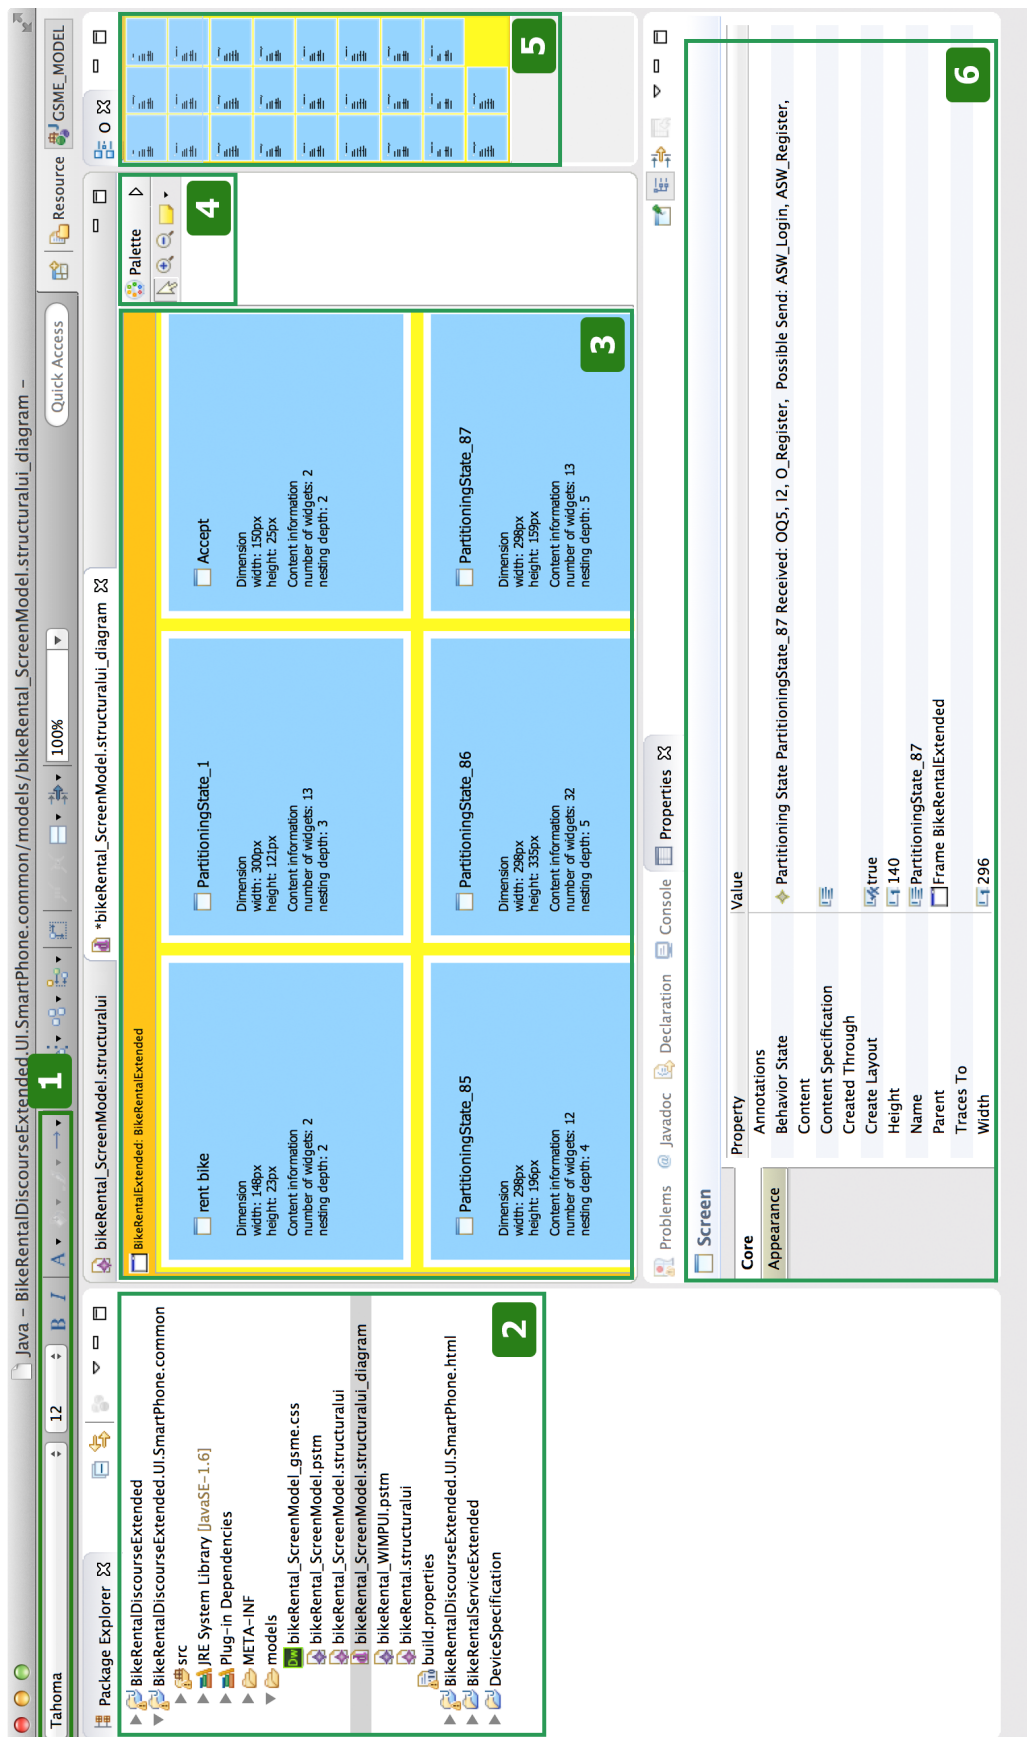 Java – BikeRentalDiscourseExtended.UI.SmartPhone.common/models/bikeRental_ScreenModel.structuralui_diagram –
Tahoma
12
B I A
1
100%
Quick Access
Resource
GSME_MODEL
Package Explorer
BikeRentalDiscourseExtended
BikeRentalDiscourseExtended.UI.SmartPhone.common
src
JRE System Library [JavaSE-1.6]
Plug-in Dependencies
META-INF
models
Dw bikeRental_ScreenModel_gsme.css
bikeRental_ScreenModel.pstm
bikeRental_ScreenModel.structuralui
bikeRental_ScreenModel.structuralui_diagram
bikeRental_WIMPUI.pstm
bikeRental.structuralui
build.properties
BikeRentalDiscourseExtended.UI.SmartPhone.html
BikeRentalServiceExtended
DeviceSpecification
2
bikeRental_ScreenModel.structuralui
*bikeRental_ScreenModel.structuralui_diagram
BikeRentalExtended: BikeRentalExtended
rent bike
Dimension
width: 148px
height: 23px
Content information
number of widgets: 2
nesting depth: 2
PartitioningState_1
Dimension
width: 300px
height: 121px
Content information
number of widgets: 13
nesting depth: 3
Accept
Dimension
width: 150px
height: 25px
Content information
number of widgets: 2
nesting depth: 2
PartitioningState_85
Dimension
width: 298px
height: 196px
Content information
number of widgets: 12
nesting depth: 4
PartitioningState_86
Dimension
width: 298px
height: 335px
Content information
number of widgets: 32
nesting depth: 5
PartitioningState_87
Dimension
width: 298px
height: 159px
Content information
number of widgets: 13
nesting depth: 5
3
Palette
4
O
5
Problems
@ Javadoc
Declaration
Console
Properties
Screen
Core
Appearance
Property Value
Annotations
Behavior State Partitioning State PartitioningState_87 Received: OQ5, I2, O_Register, Possible Send: ASW_Login, ASW_Register,
Content
Content Specification
Created Through
Create Layout true
Height 140
Name PartitioningState_87
Parent Frame BikeRentalExtended
Traces To
Width 296
6